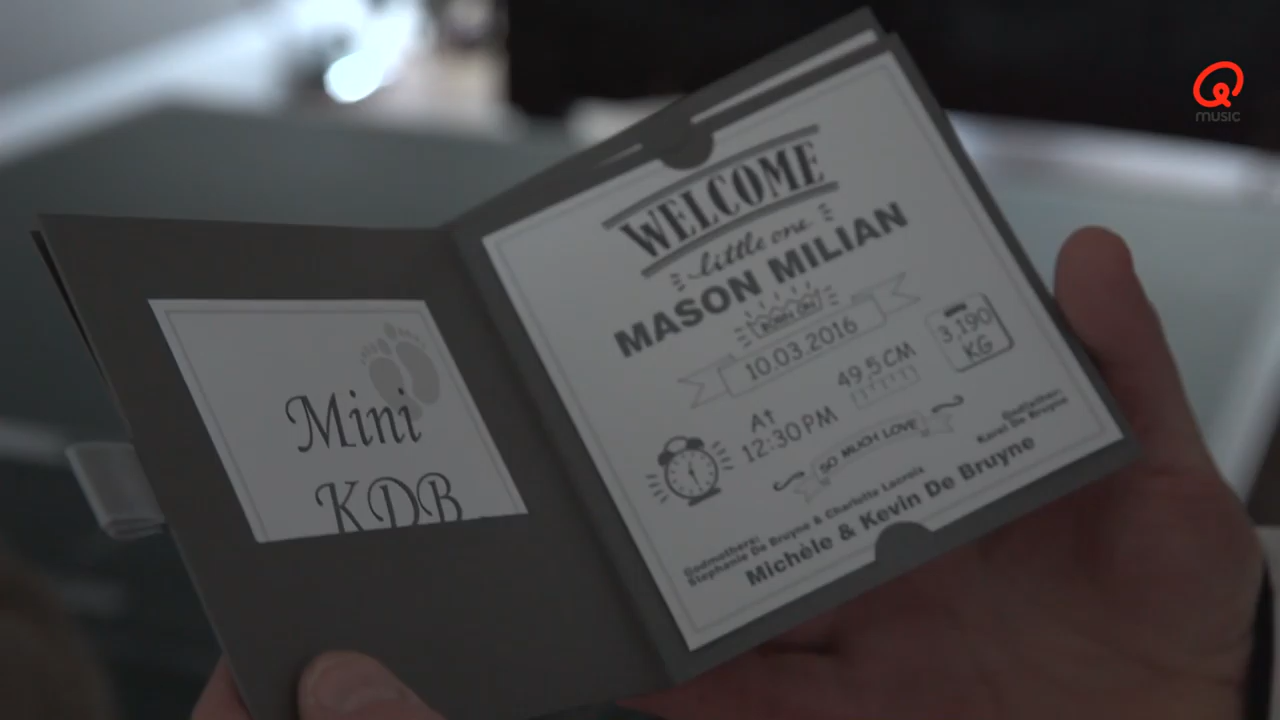 Q
music
Mini
KDB
WELCOME
little one
MASON MILIAN
BORN ON
10.03.2016
At
12:30 PM
49,5 CM
3,190
KG
SO MUCH LOVE
Godmothers:
Stephanie De Bruyne & Charlotte Lacroix
Godfather:
Karel De Bruyne
Michèle & Kevin De Bruyne